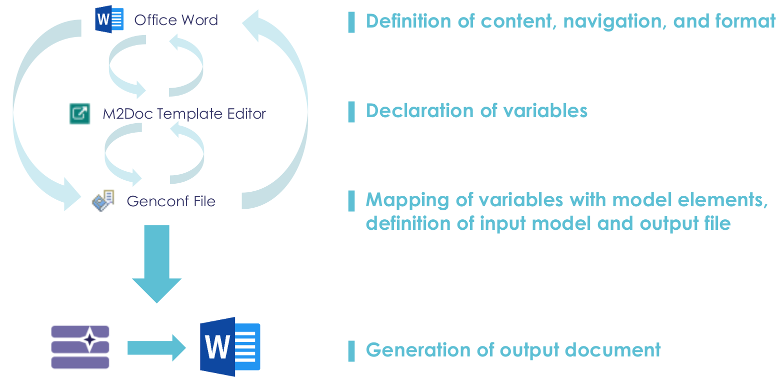 Office Word
Definition of content, navigation, and format
M2Doc Template Editor
Declaration of variables
Genconf File
Mapping of variables with model elements,
definition of input model and output file
W
Generation of output document